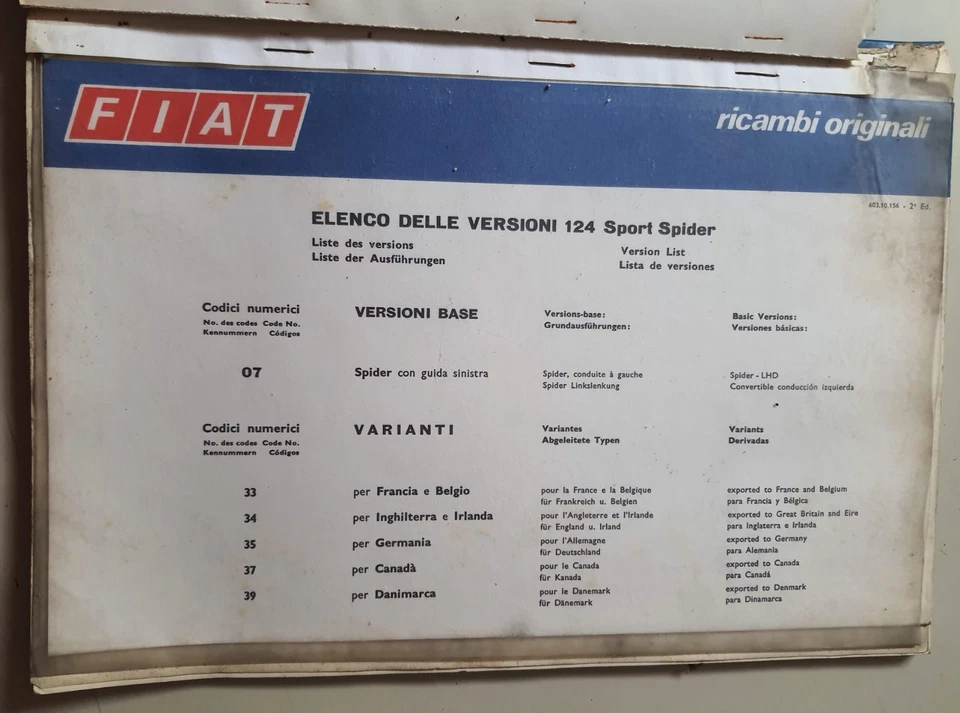 FIAT
ricambi originali
603.10.156 - 2ª Ed.
ELENCO DELLE VERSIONI 124 Sport Spider
Liste des versions
Liste der Ausführungen
Version List
Lista de versiones
Codici numerici
No. des codes Code No.
Kennummern Códigos
VERSIONI BASE
Versions-base:
Grundausführungen:
Basic Versions:
Versiones básicas:
07
Spider con guida sinistra
Spider, conduite à gauche
Spider Linkslenkung
Spider - LHD
Convertible conducción izquierda
Codici numerici
No. des codes Code No.
Kennummern Códigos
VARIANTI
Variantes
Abgeleitete Typen
Variants
Derivadas
33
per Francia e Belgio
pour la France e la Belgique
für Frankreich u. Belgien
exported to France and Belgium
para Francia y Bélgica
34
per Inghilterra e Irlanda
pour l'Angleterre et l'Irlande
für England u. Irland
exported to Great Britain and Eire
para Inglaterra e Irlanda
35
per Germania
pour l'Allemagne
für Deutschland
exported to Germany
para Alemania
37
per Canadà
pour le Canada
für Kanada
exported to Canada
para Canadá
39
per Danimarca
pour le Danemark
für Dänemark
exported to Denmark
para Dinamarca